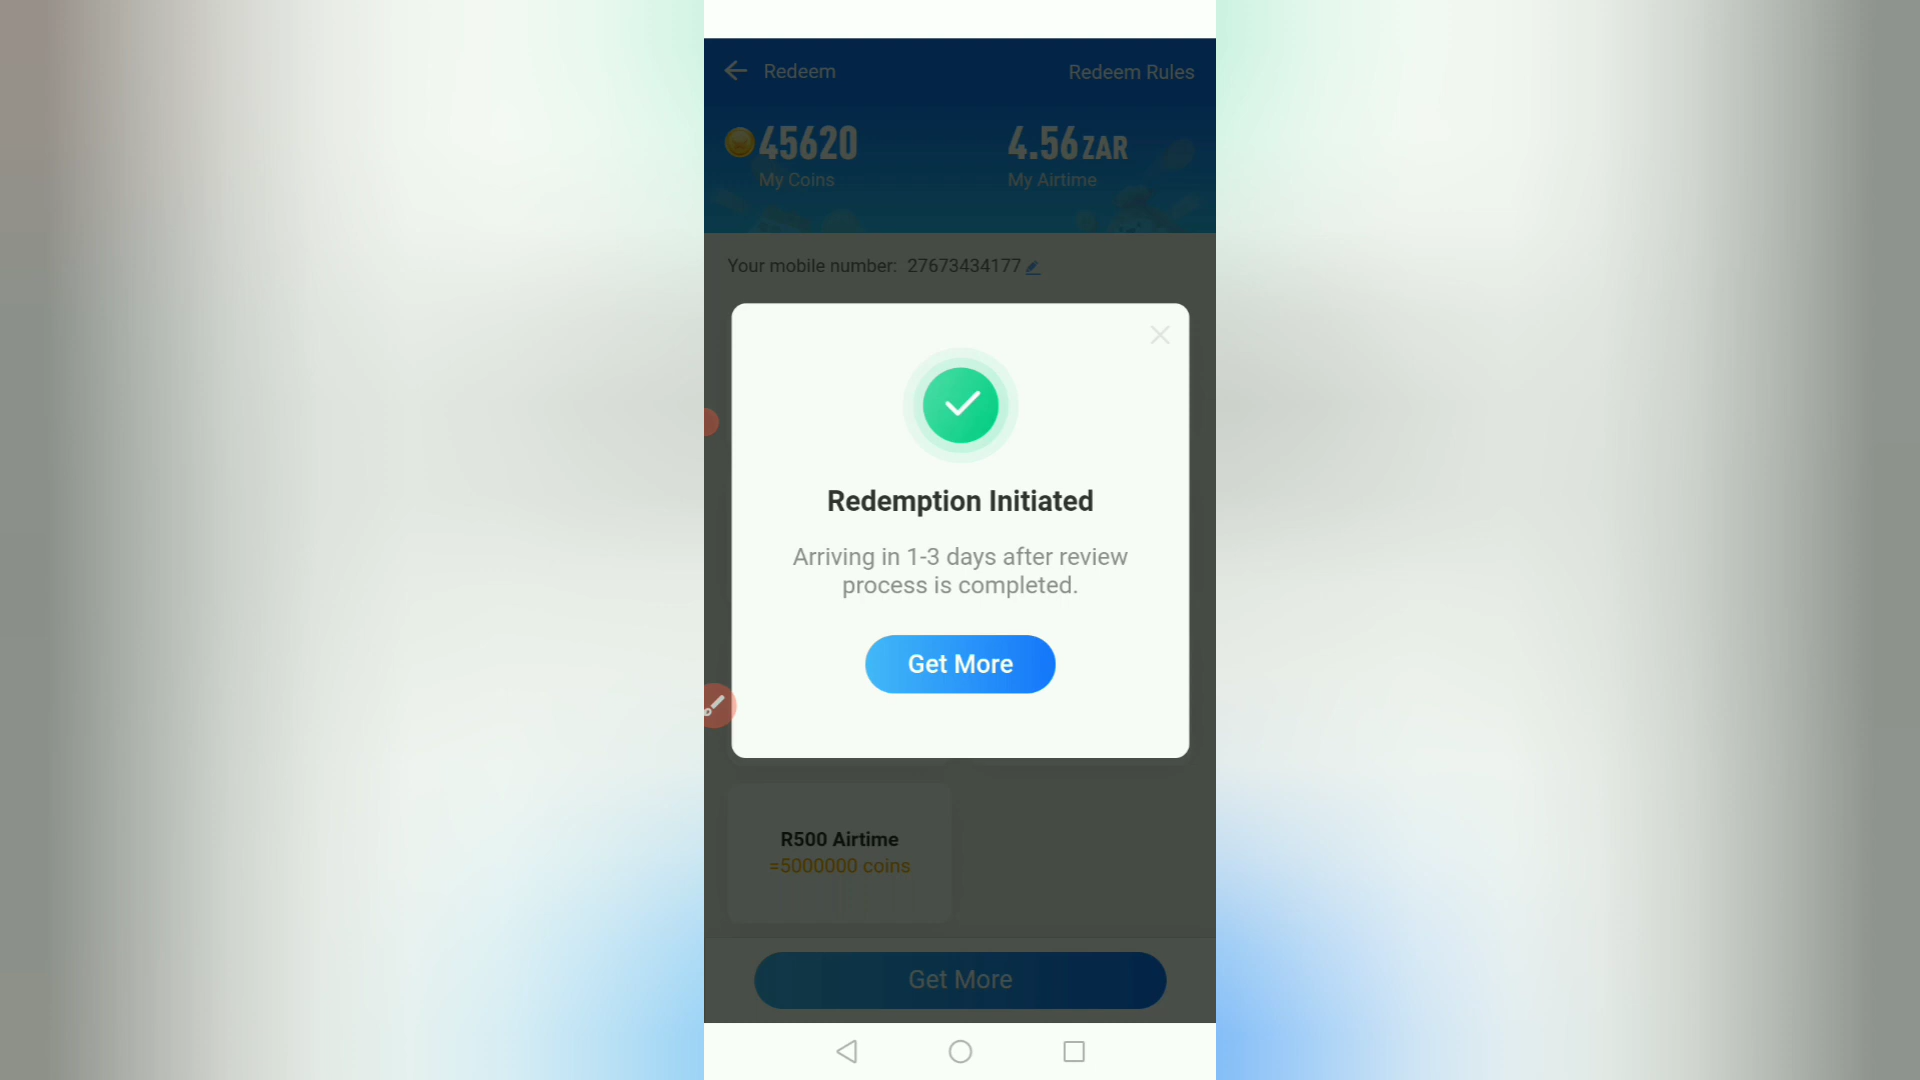 Redeem
Redeem Rules
45620
My Coins
4.56 ZAR
My Airtime
Your mobile number: 27673434177
Redemption Initiated
Arriving in 1-3 days after review
process is completed.
Get More
R500 Airtime
=5000000 coins
Get More